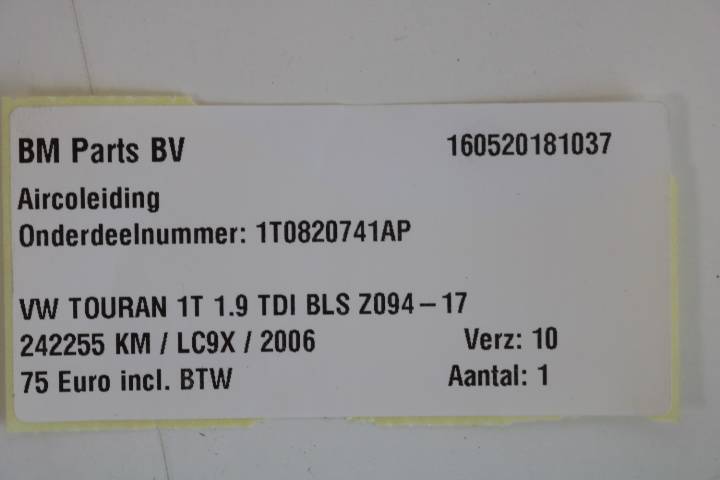 BM Parts BV 160520181037
Aircoleiding
Onderdeelnummer: 1T0820741AP
VW TOURAN 1T 1.9 TDI BLS Z094-17
242255 KM / LC9X / 2006 Verz: 10
75 Euro incl. BTW Aantal: 1